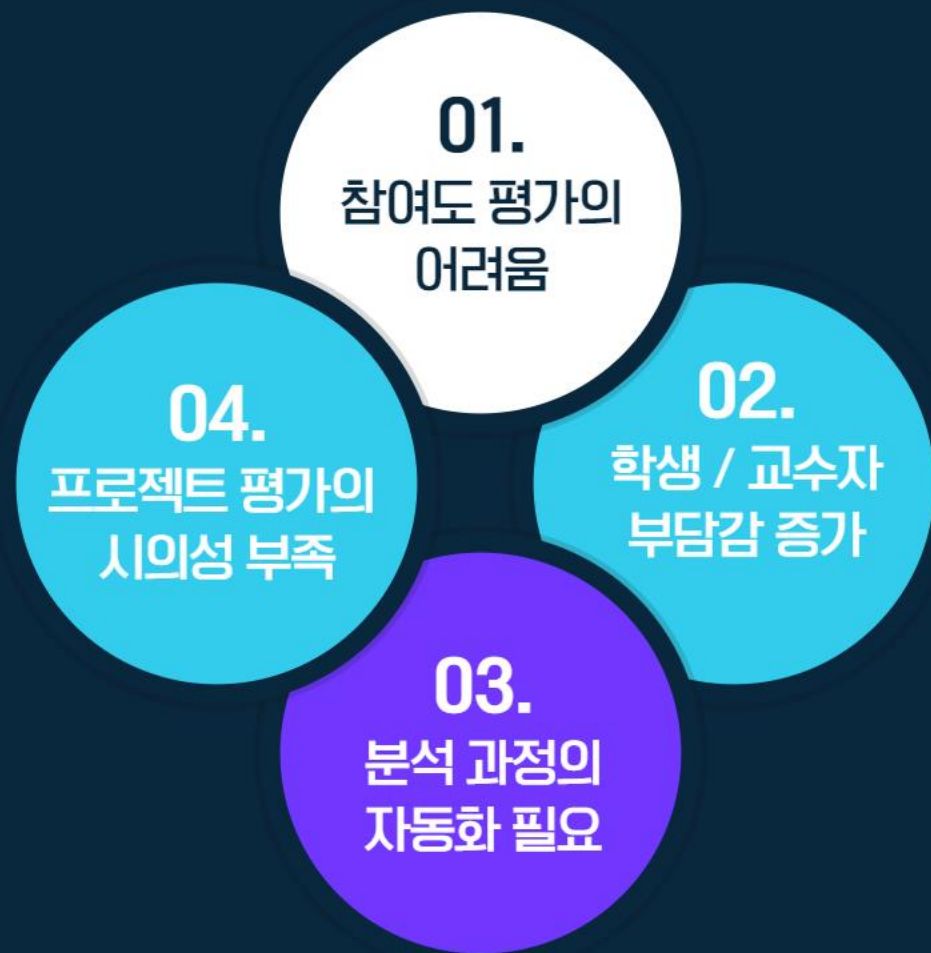 01.
참여도 평가의
어려움
02.
학생 / 교수자
부담감 증가
03.
분석 과정의
자동화 필요
04.
프로젝트 평가의
시의성 부족